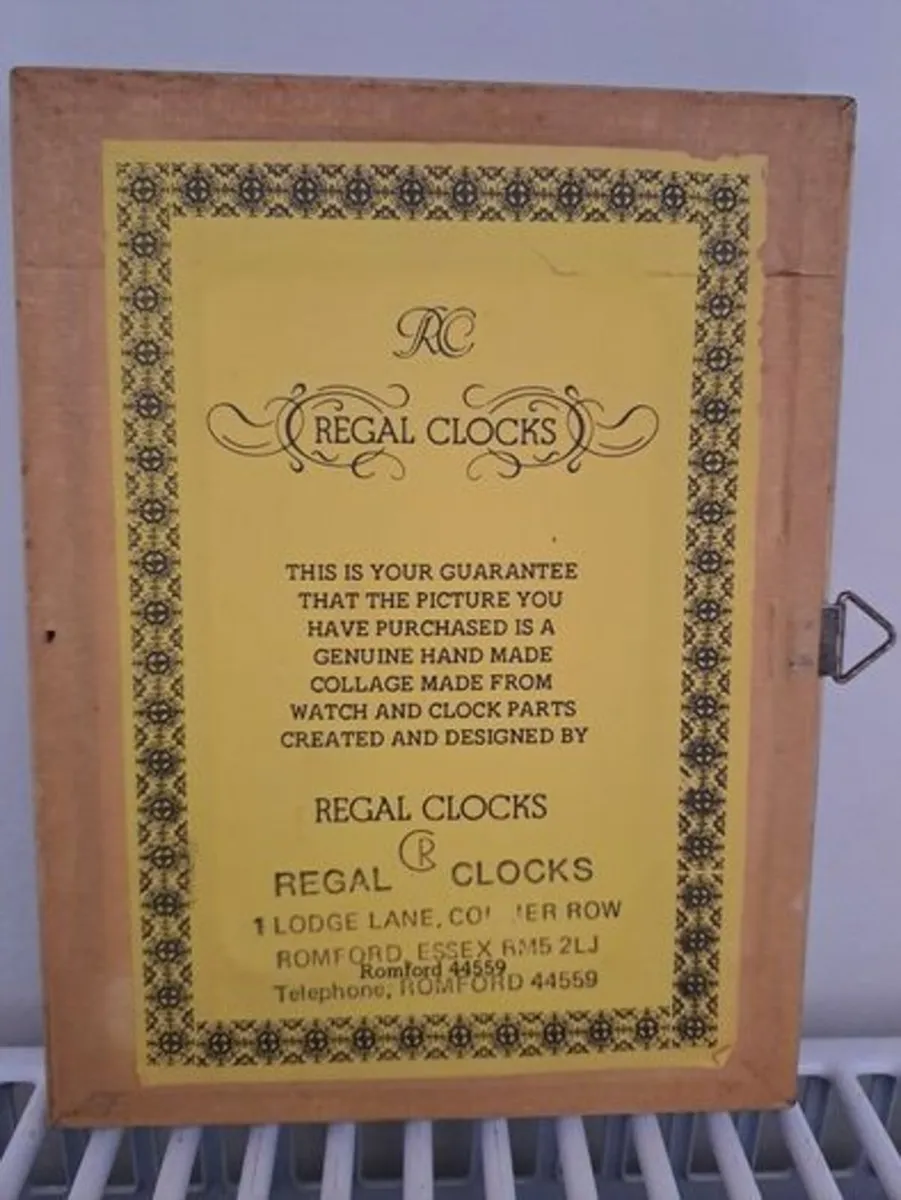 RC
REGAL CLOCKS
THIS IS YOUR GUARANTEE
THAT THE PICTURE YOU
HAVE PURCHASED IS A
GENUINE HAND MADE
COLLAGE MADE FROM
WATCH AND CLOCK PARTS
CREATED AND DESIGNED BY
REGAL CLOCKS
CR
REGAL CLOCKS
1 LODGE LANE, ROW
ROMFORD, ESSEX RM5 2LJ
Romford 44559
Telephone, ROMFORD 44559